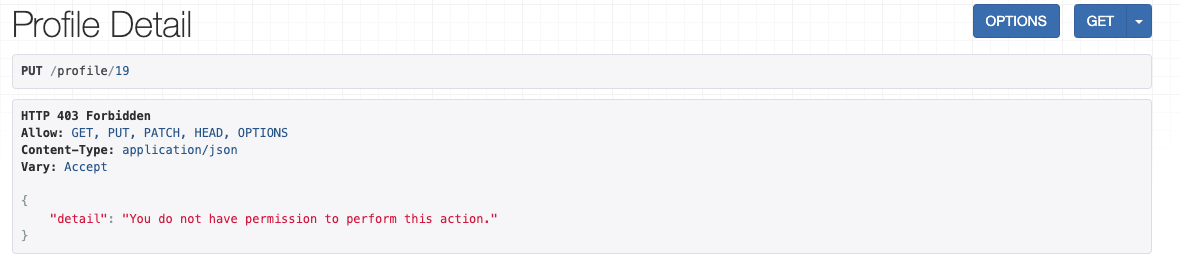 Profile Detail
OPTIONS
GET
PUT /profile/19
HTTP 403 Forbidden
Allow: GET, PUT, PATCH, HEAD, OPTIONS
Content-Type: application/json
Vary: Accept
{
    "detail": "You do not have permission to perform this action."
}